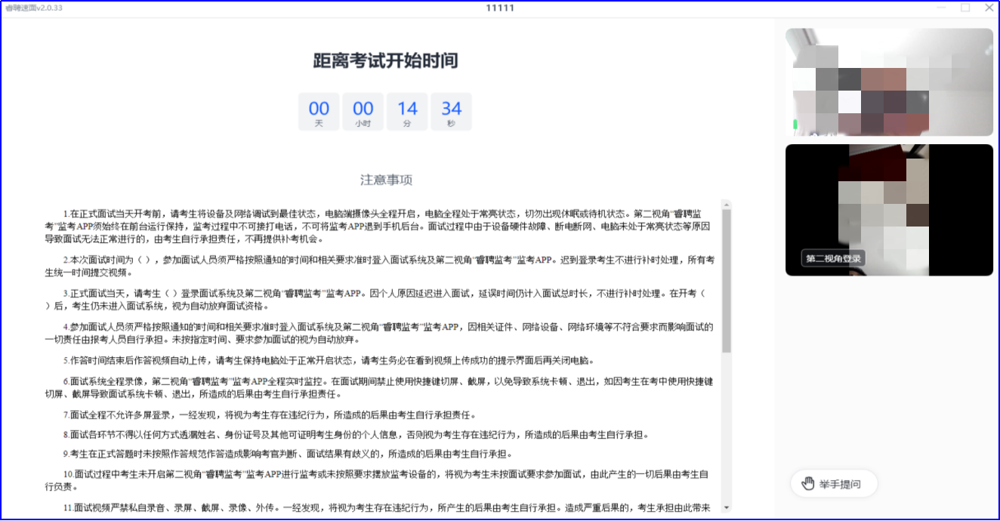 睿聘速面v2.0.33
11111
距离考试开始时间
00 00 14 34
天 小时 分 秒
注意事项
1.在正式面试当天开考前，请考生将设备及网络调试到最佳状态，电脑端摄像头全程开启，电脑全程处于常亮状态，切勿出现休眠或待机状态。第二视角“睿聘监
考”监考APP须始终在前台运行保持，监考过程中不可接打电话，不可将监考APP退到手机后台。面试过程中由于设备硬件故障、断电断网、电脑未处于常亮状态等原因
导致面试无法正常进行的，由考生自行承担责任，不再提供补考机会。
2.本次面试时间为（ ），参加面试人员须严格按照通知的时间和相关要求准时登入面试系统及第二视角“睿聘监考”监考APP。迟到登录考生不进行补时处理，所有考
生统一时间提交视频。
3.正式面试当天，请考生（ ）登录面试系统及第二视角“睿聘监考”监考APP。因个人原因延迟进入面试，延误时间仍计入面试总时长，不进行补时处理。在开考（
）后，考生仍未进入面试系统，视为自动放弃面试资格。
4.参加面试人员须严格按照通知的时间和相关要求准时登入面试系统及第二视角“睿聘监考”监考APP，因相关证件、网络设备、网络环境等不符合要求而影响面试的
一切责任由报考人员自行承担。未按指定时间、要求参加面试的视为自动放弃。
5.作答时间结束后作答视频自动上传，请考生保持电脑处于正常开启状态，请考生务必在看到视频上传成功的提示界面后再关闭电脑。
6.面试系统全程录像，第二视角“睿聘监考”监考APP全程实时监控。在面试期间禁止使用快捷键切屏、截屏，以免导致系统卡顿、退出，如因考生在考中使用快捷键
切屏、截屏导致面试系统卡顿、退出，所造成的后果由考生自行承担责任。
7.面试全程不允许多屏登录，一经发现，将视为考生存在违纪行为，所造成的后果由考生自行承担责任。
8.面试各环节不得以任何方式透漏姓名、身份证号及其他可证明考生身份的个人信息，否则视为考生存在违纪行为，所造成的后果由考生自行承担。
9.考生在正式答题时未按照作答规范作答造成影响考官判断、面试结果有歧义的，所造成的后果由考生自行承担。
10.面试过程中考生未开启第二视角“睿聘监考”监考APP进行监考或未按照要求摆放监考设备的，将视为考生未按面试要求参加面试，由此产生的一切后果由考生自
行负责。
11.面试视频严禁私自录音、录屏、截屏、录像、外传。一经发现，将视为考生存在违纪行为，所产生的后果由考生自行承担。造成严重后果的，考生承担由此带来
第二视角登录
举手提问